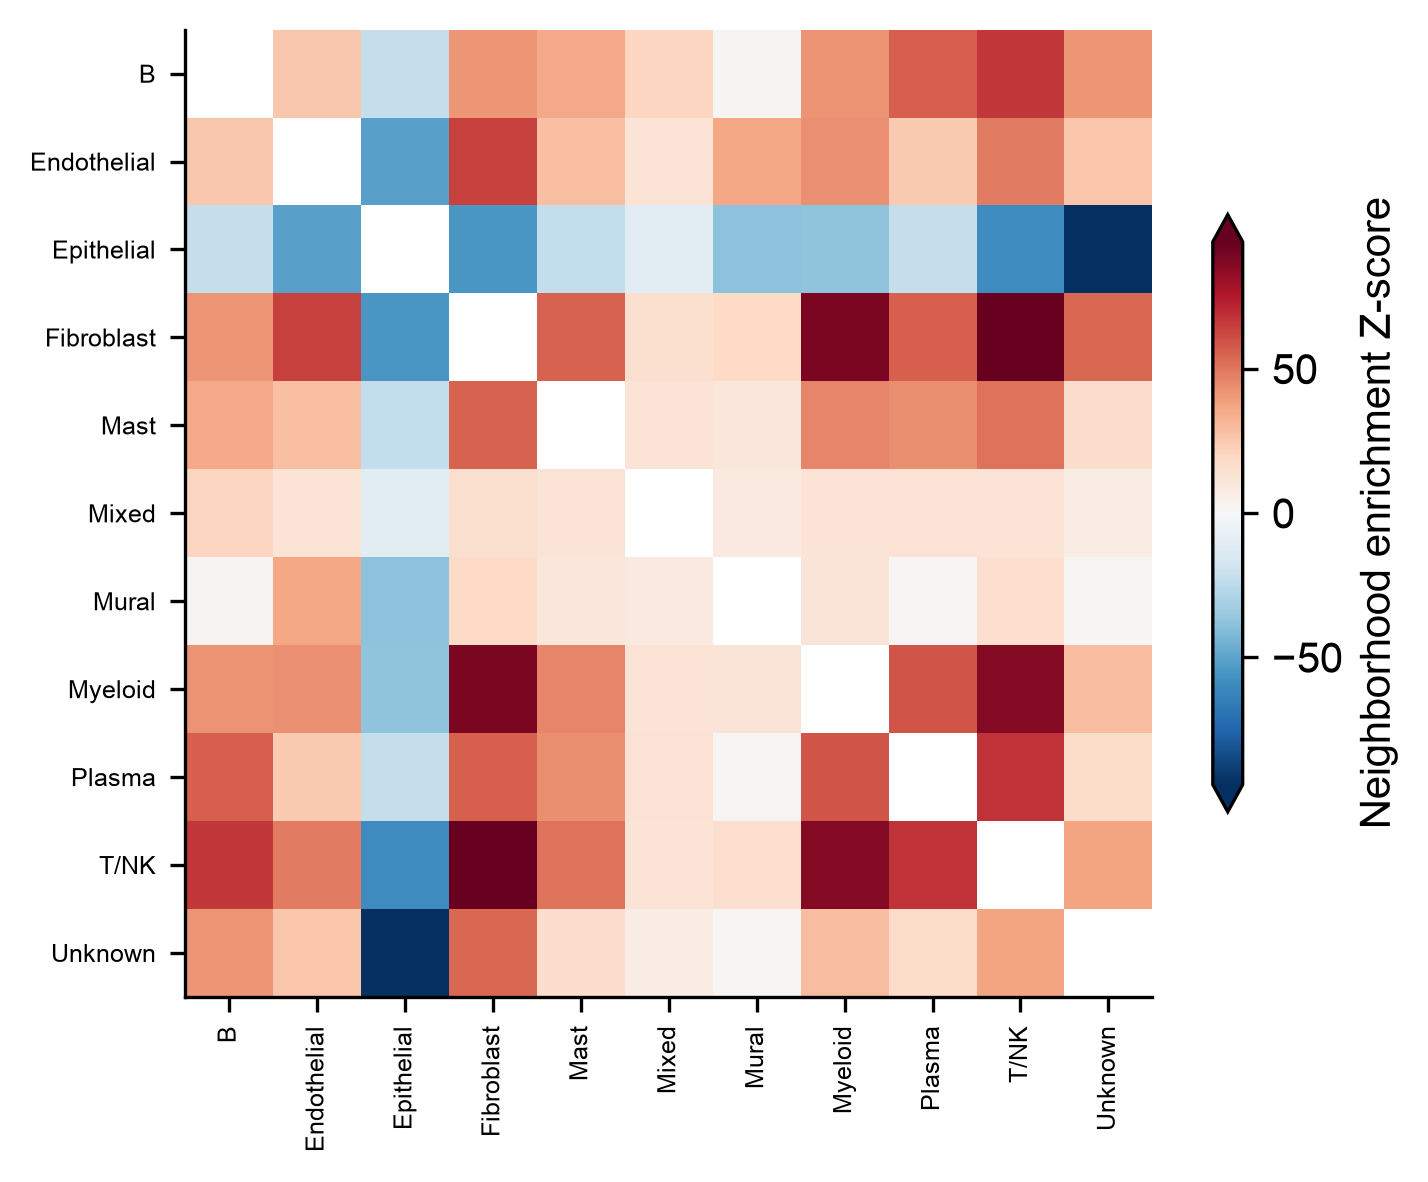 B
Endothelial
Epithelial
Fibroblast
Mast
Mixed
Mural
Myeloid
Plasma
T/NK
Unknown
B
Endothelial
Epithelial
Fibroblast
Mast
Mixed
Mural
Myeloid
Plasma
T/NK
Unknown
50
0
−50
Neighborhood enrichment Z-score